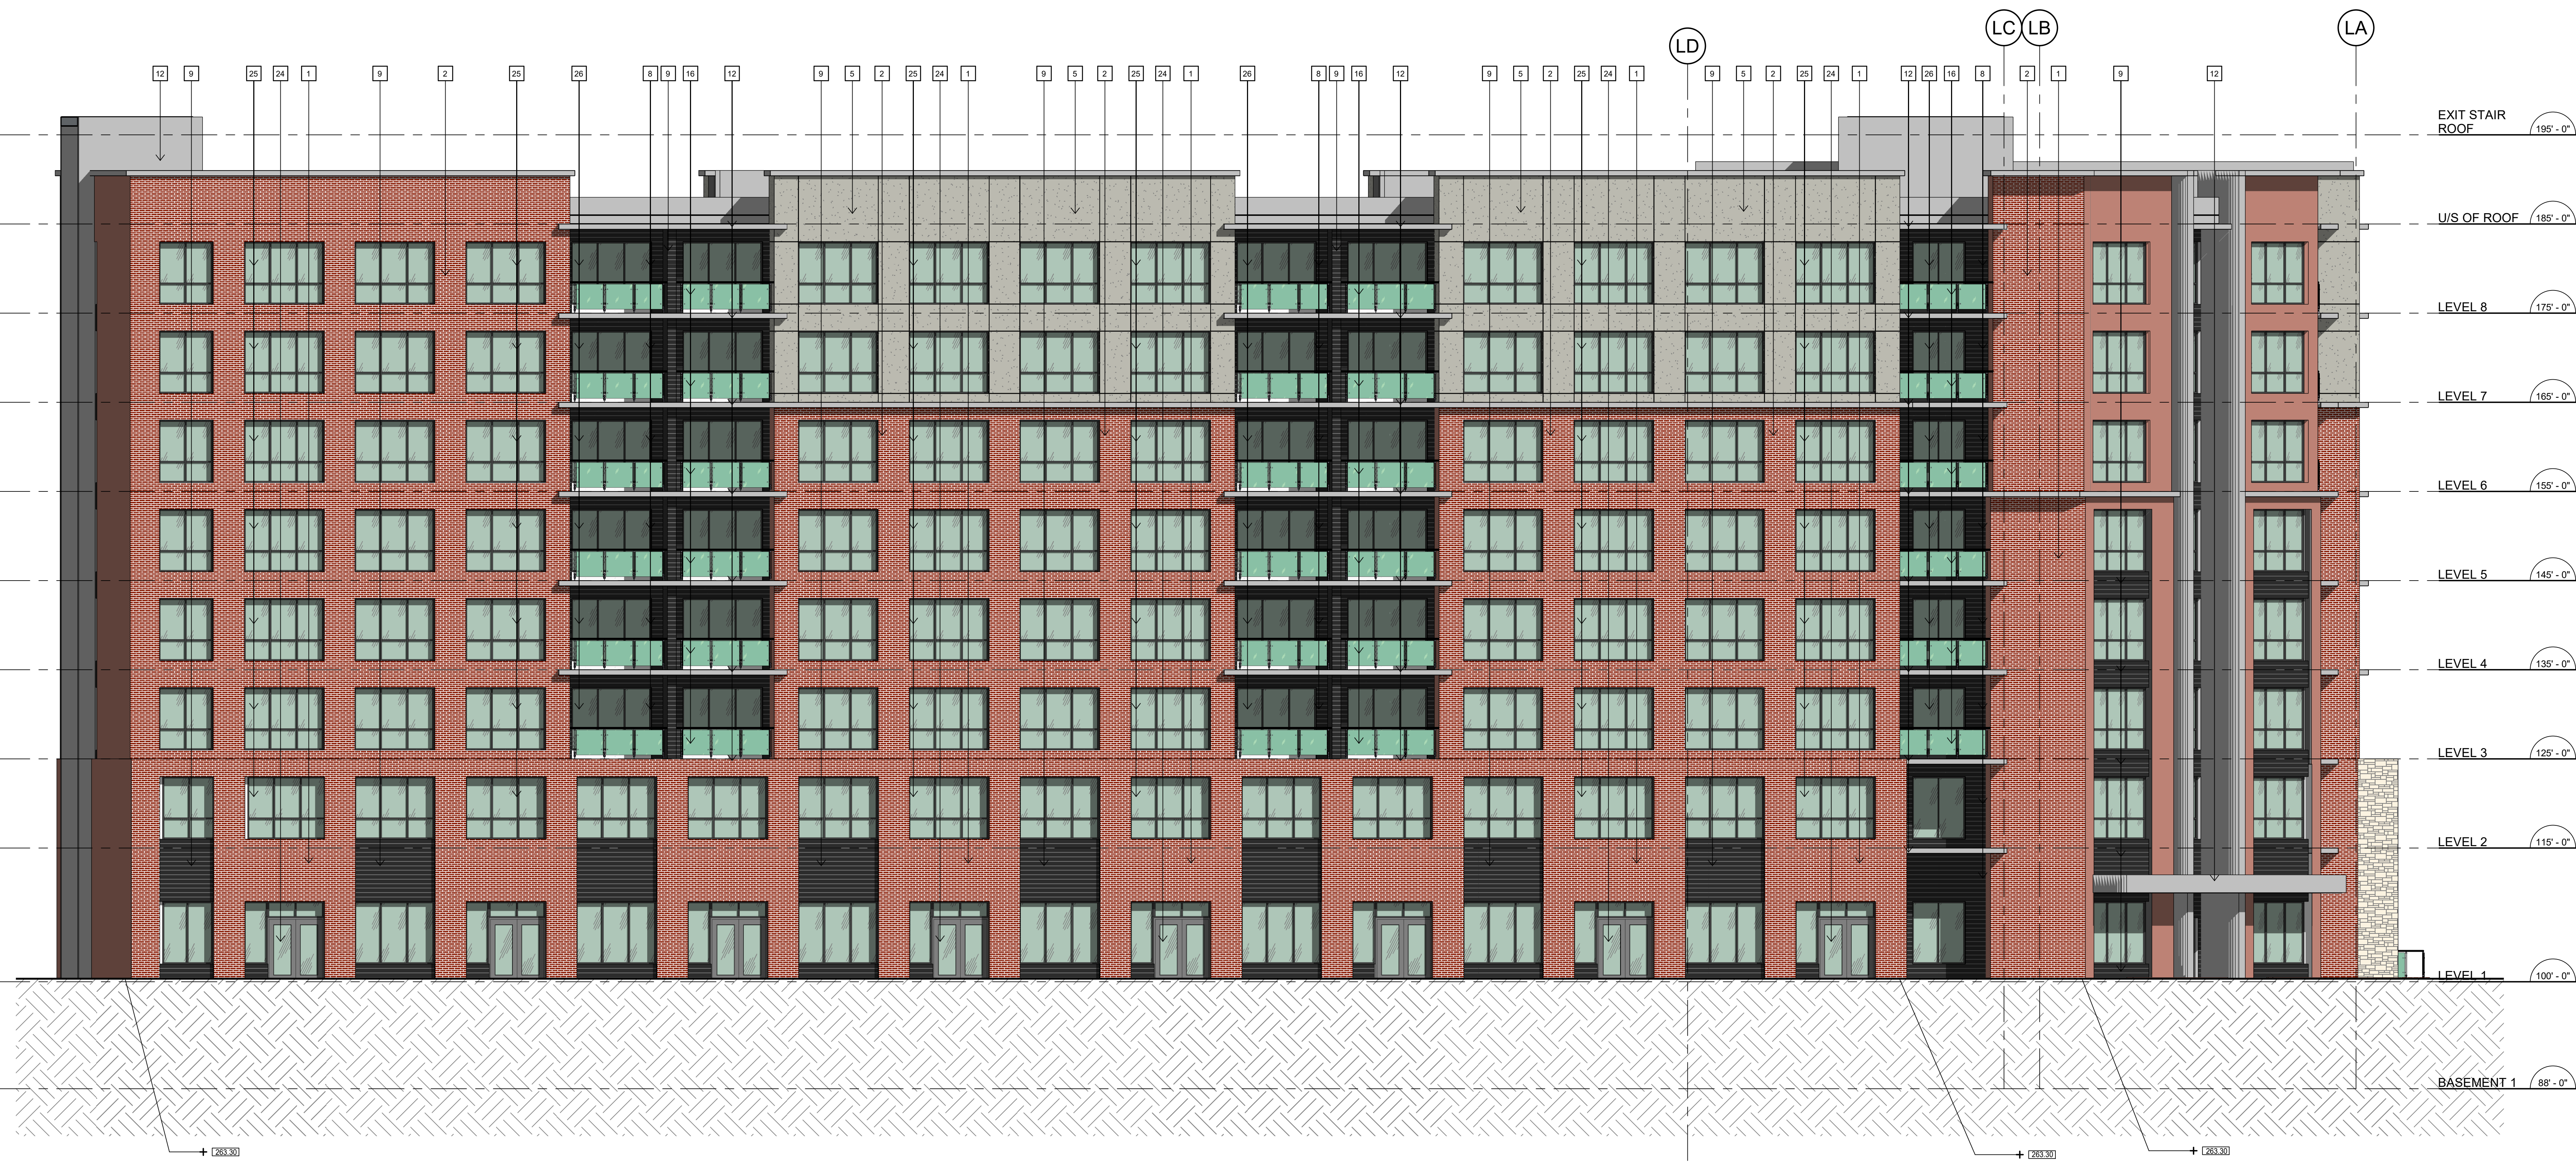 LC LB LA
LD
12 9 25 24 1 9 2 25 26 8 9 16 12 9 5 2 25 24 1 9 5 2 25 24 1 26 8 9 16 12 9 5 2 25 24 1 9 5 2 25 24 1 12 26 16 8 2 1 9 12
EXIT STAIR
ROOF 195' - 0"
U/S OF ROOF 185' - 0"
LEVEL 8 175' - 0"
LEVEL 7 165' - 0"
LEVEL 6 155' - 0"
LEVEL 5 145' - 0"
LEVEL 4 135' - 0"
LEVEL 3 125' - 0"
LEVEL 2 115' - 0"
LEVEL 1 100' - 0"
BASEMENT 1 88' - 0"
263.30 263.30 263.30